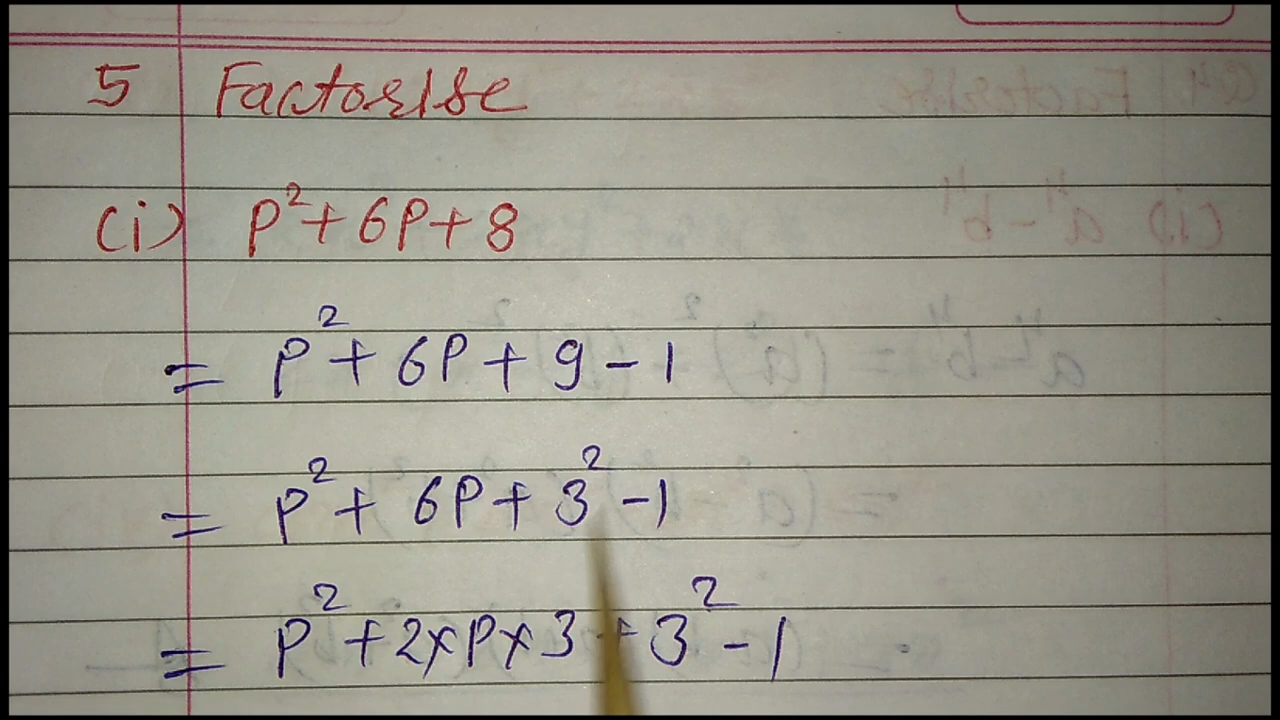 5 Factorise
(i) p² + 6p + 8
= p² + 6p + 9 - 1
= p² + 6p + 3² - 1
= p² + 2×p×3 + 3² - 1